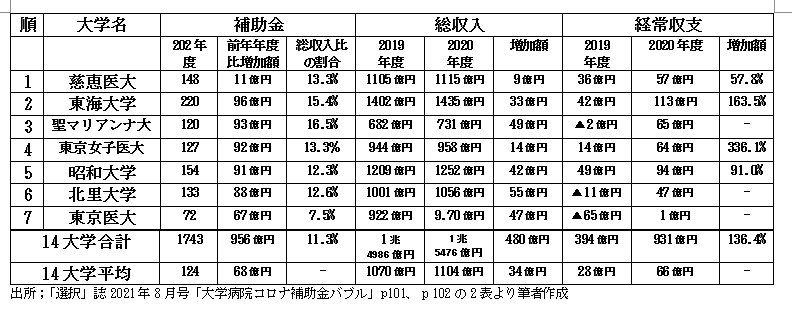 順 大学名 補助金 総収入 経常収支
202年度 前年年度比増加額 総収入比の割合 2019年度 2020年度 増加額 2019年度 2020年度 増加額
1 慈恵医大 148 11億円 13.3% 1105億円 1115億円 9億円 36億円 57億円 57.8%
2 東海大学 220 96億円 15.4% 1402億円 1435億円 33億円 42億円 113億円 163.5%
3 聖マリアンナ大 120 93億円 16.5% 682億円 731億円 49億円 ▲2億円 65億円 -
4 東京女子医大 127 92億円 13.3% 944億円 958億円 14億円 14億円 64億円 336.1%
5 昭和大学 154 91億円 12.3% 1209億円 1252億円 42億円 49億円 94億円 91.0%
6 北里大学 133 88億円 12.6% 1001億円 1056億円 55億円 ▲11億円 47億円 -
7 東京医大 72 67億円 7.5% 922億円 9.70億円 47億円 ▲65億円 1億円 -
14大学合計 1743 956億円 11.3% 1兆4986億円 1兆5476億円 480億円 394億円 931億円 136.4%
14大学平均 124 68億円 - 1070億円 1104億円 34億円 28億円 66億円 -
出所；「選択」誌2021年8月号「大学病院コロナ補助金バブル」p101、p102の2表より筆者作成